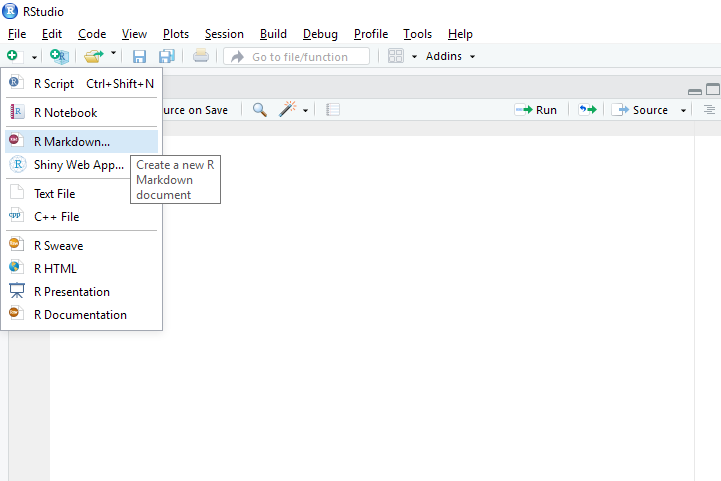 RStudio
File Edit Code View Plots Session Build Debug Profile Tools Help
Go to file/function Addins
R Script Ctrl+Shift+N
R Notebook
urce on Save Run Source
R Markdown...
Shiny Web App...
Create a new R
Markdown
document
Text File
C++ File
R Sweave
R HTML
R Presentation
R Documentation